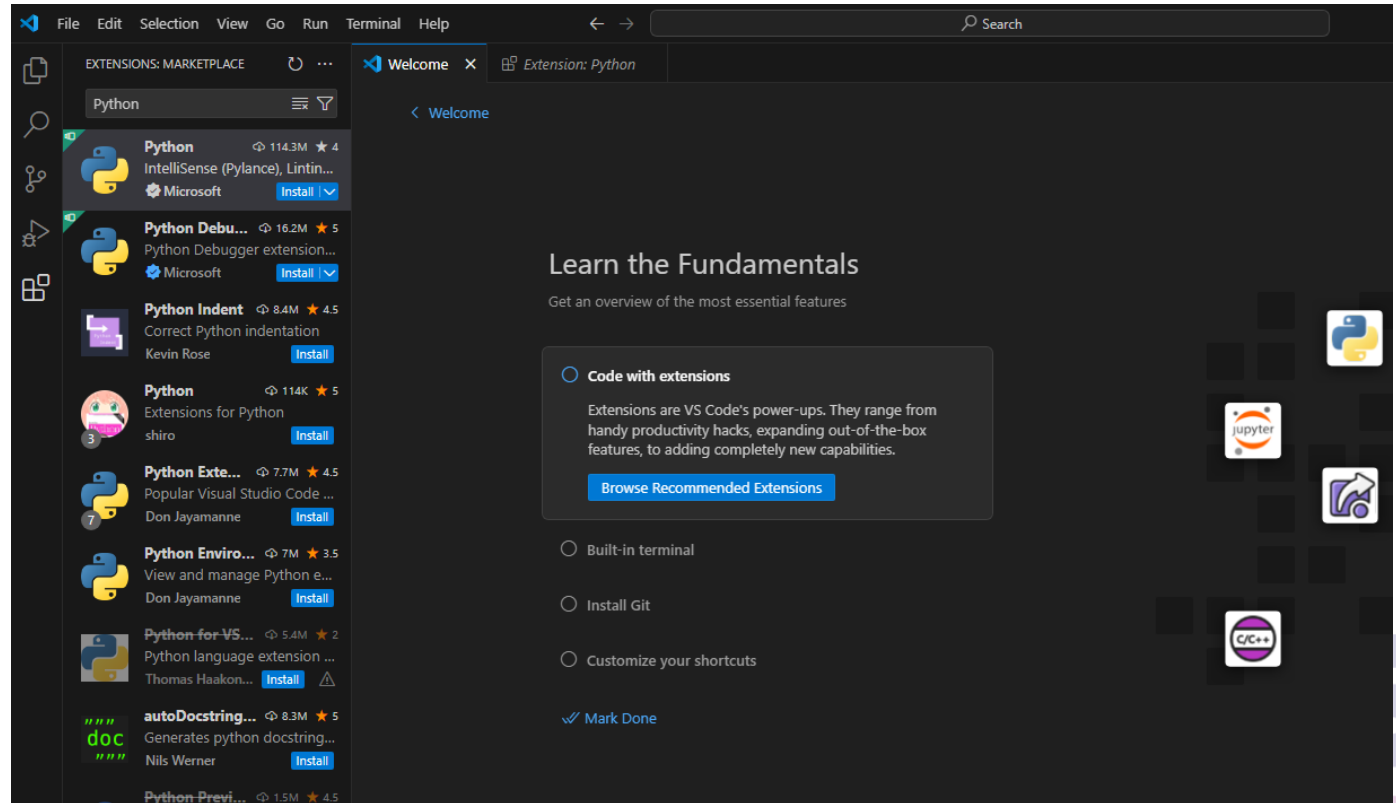 File Edit Selection View Go Run Terminal Help
Search
EXTENSIONS: MARKETPLACE
Python
Python 114.3M 4
IntelliSense (Pylance), Lintin...
Microsoft Install
Python Debu... 16.2M 5
Python Debugger extension...
Microsoft Install
Python Indent 8.4M 4.5
Correct Python indentation
Kevin Rose Install
Python 114K 5
Extensions for Python
3
shiro Install
Python Exte... 7.7M 4.5
Popular Visual Studio Code ...
7
Don Jayamanne Install
Python Enviro... 7M 3.5
View and manage Python e...
Don Jayamanne Install
Python for VS... 5.4M 2
Python language extension ...
Thomas Haakon... Install
autoDocstring... 8.3M 5
""" doc """
Generates python docstring...
Nils Werner Install
Python Previ... 1.5M 4.5
Welcome Extension: Python
Welcome
Learn the Fundamentals
Get an overview of the most essential features
Code with extensions
Extensions are VS Code's power-ups. They range from
handy productivity hacks, expanding out-of-the-box
features, to adding completely new capabilities.
Browse Recommended Extensions
Built-in terminal
Install Git
Customize your shortcuts
Mark Done
jupyter
C/C++